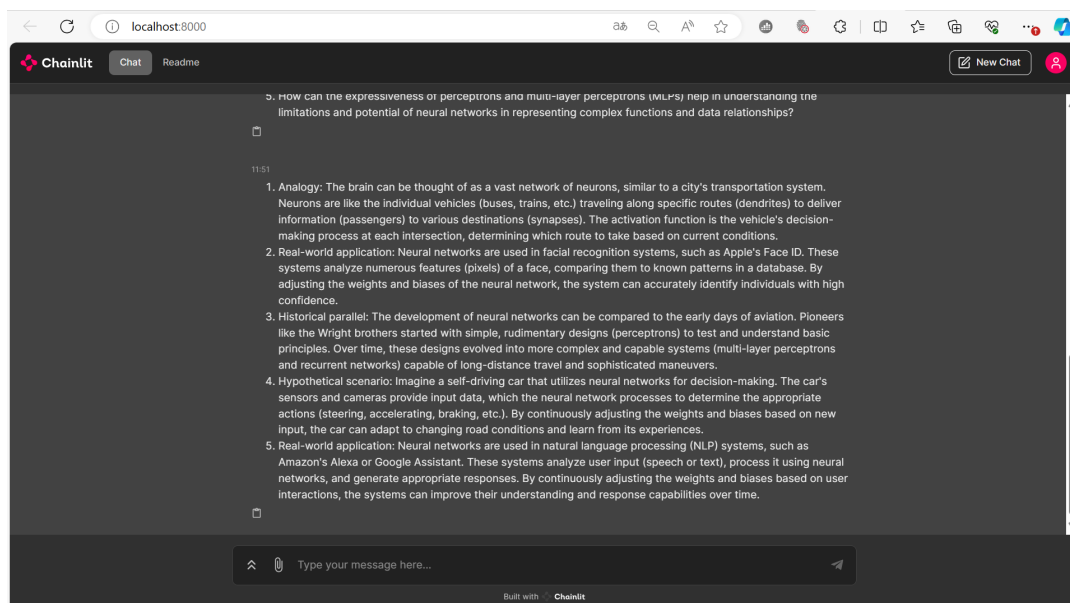 localhost:8000
Chainlit
Chat
Readme
New Chat
5. How can the expressiveness of perceptrons and multi-layer perceptrons (MLPs) help in understanding the
limitations and potential of neural networks in representing complex functions and data relationships?
11:51
1. Analogy: The brain can be thought of as a vast network of neurons, similar to a city's transportation system.
Neurons are like the individual vehicles (buses, trains, etc.) traveling along specific routes (dendrites) to deliver
information (passengers) to various destinations (synapses). The activation function is the vehicle's decision-
making process at each intersection, determining which route to take based on current conditions.
2. Real-world application: Neural networks are used in facial recognition systems, such as Apple's Face ID. These
systems analyze numerous features (pixels) of a face, comparing them to known patterns in a database. By
adjusting the weights and biases of the neural network, the system can accurately identify individuals with high
confidence.
3. Historical parallel: The development of neural networks can be compared to the early days of aviation. Pioneers
like the Wright brothers started with simple, rudimentary designs (perceptrons) to test and understand basic
principles. Over time, these designs evolved into more complex and capable systems (multi-layer perceptrons
and recurrent networks) capable of long-distance travel and sophisticated maneuvers.
4. Hypothetical scenario: Imagine a self-driving car that utilizes neural networks for decision-making. The car's
sensors and cameras provide input data, which the neural network processes to determine the appropriate
actions (steering, accelerating, braking, etc.). By continuously adjusting the weights and biases based on new
input, the car can adapt to changing road conditions and learn from its experiences.
5. Real-world application: Neural networks are used in natural language processing (NLP) systems, such as
Amazon's Alexa or Google Assistant. These systems analyze user input (speech or text), process it using neural
networks, and generate appropriate responses. By continuously adjusting the weights and biases based on user
interactions, the systems can improve their understanding and response capabilities over time.
Type your message here...
Built with Chainlit